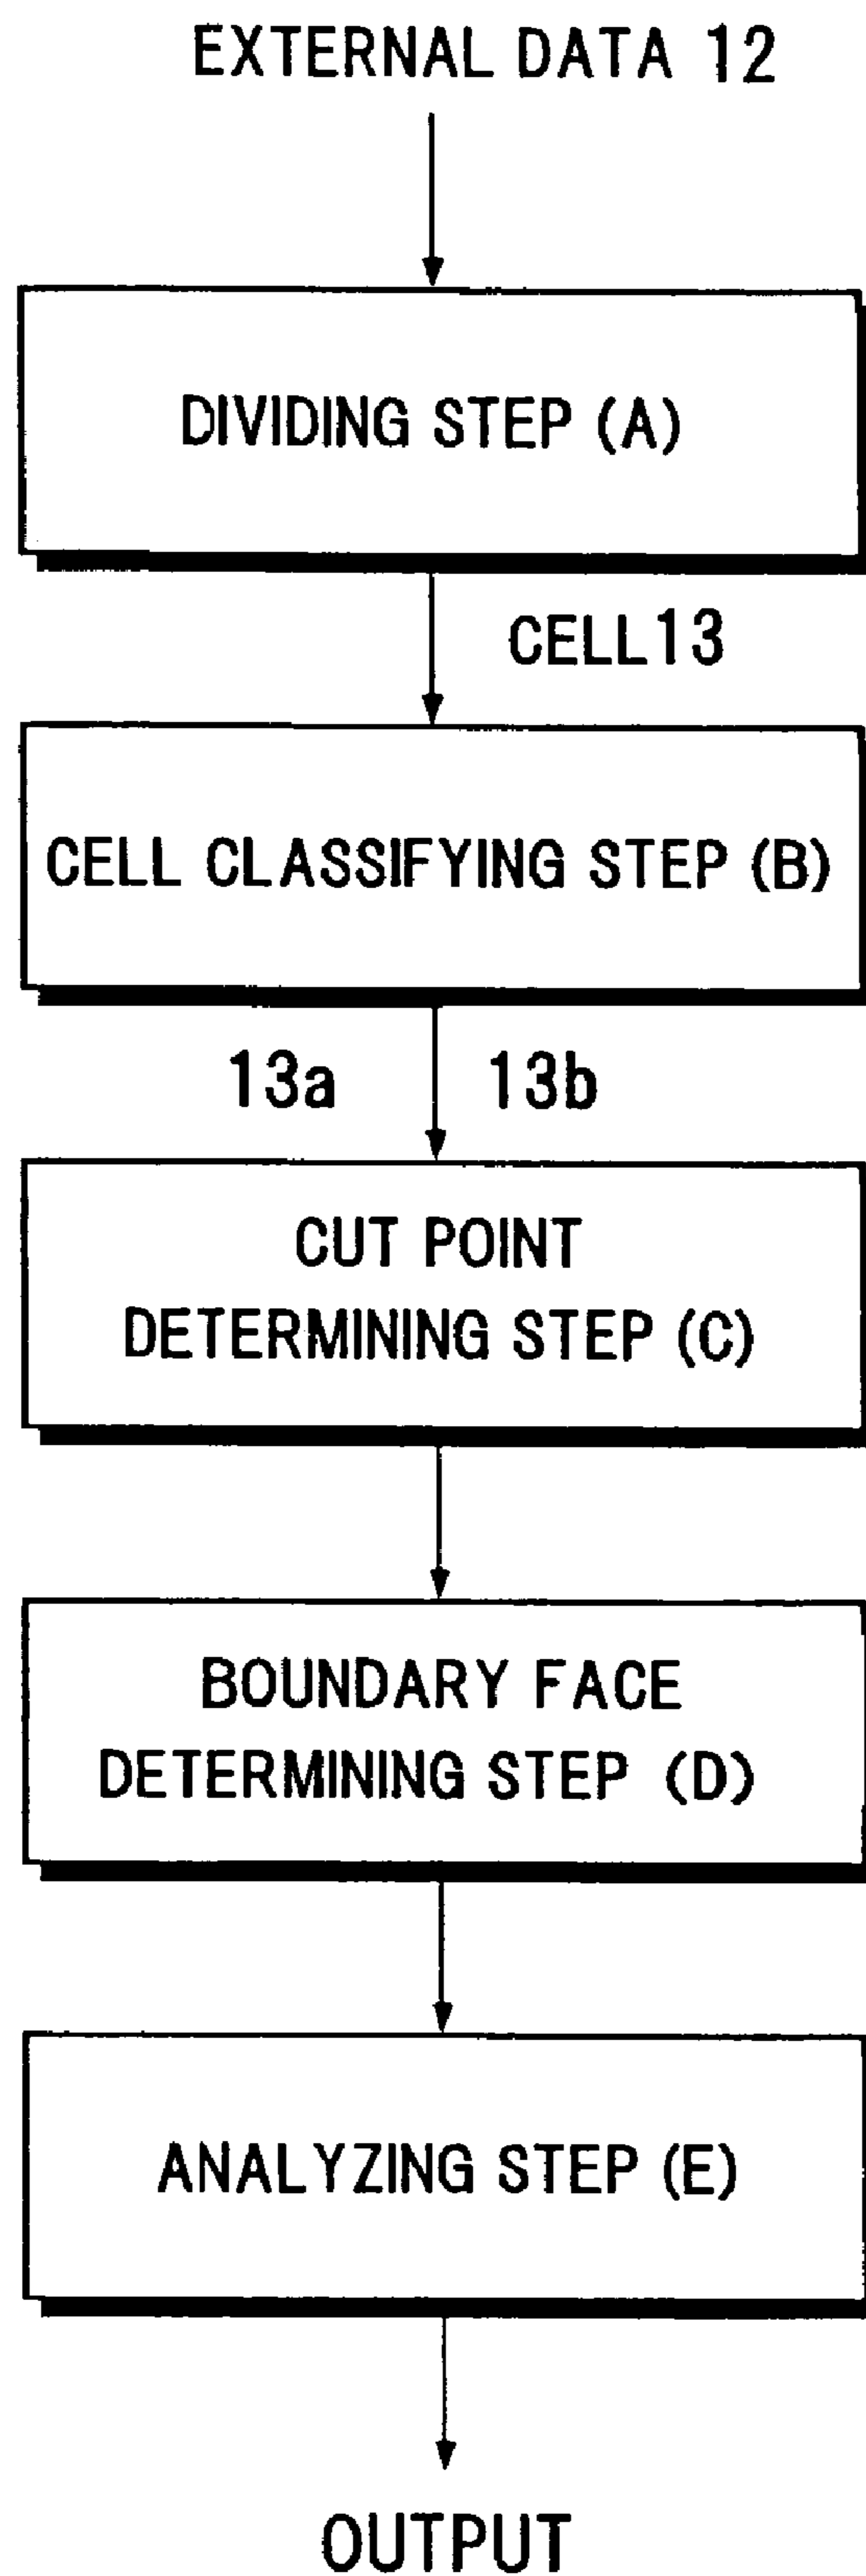 EXTERNAL DATA 12
DIVIDING STEP (A)
CELL13
CELL CLASSIFYING STEP (B)
13a 13b
CUT POINT
DETERMINING STEP (C)
BOUNDARY FACE
DETERMINING STEP (D)
ANALYZING STEP (E)
OUTPUT